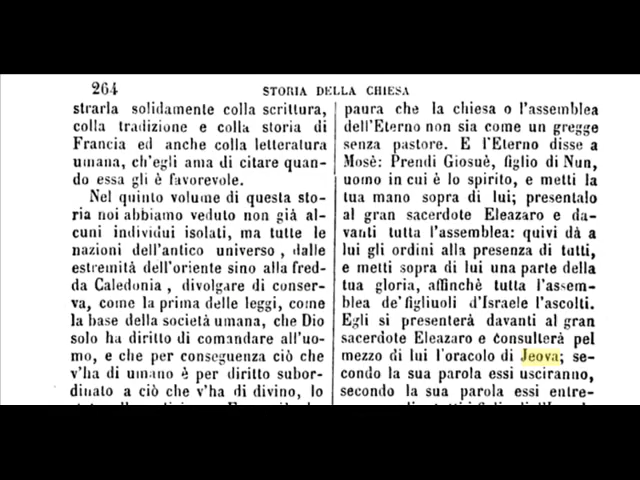 264
STORIA DELLA CHIESA
strarla solidamente colla scrittura,
colla tradizione e colla storia di
Francia ed anche colla letteratura
umana, ch'egli ama di citare quan-
do essa gli è favorevole.
Nel quinto volume di questa sto-
ria noi abbiamo veduto non già al-
cuni individui isolati, ma tutte le
nazioni dell'antico universo, dalle
estremità dell'oriente sino alla fred-
da Caledonia, divolgare di conser-
va, come la prima delle leggi, come
la base della società umana, che Dio
solo ha diritto di comandare all'uo-
mo, e che per conseguenza ciò che
v'ha di umano è per diritto subor-
dinato a ciò che v'ha di divino, lo
paura che la chiesa o l'assemblea
dell'Eterno non sia come un gregge
senza pastore. E l'Eterno disse a
Mosè: Prendi Giosuè, figlio di Nun,
uomo in cui è lo spirito, e metti la
tua mano sopra di lui; presentalo
al gran sacerdote Eleazaro e da-
vanti tutta l'assemblea: quivi dà a
lui gli ordini alla presenza di tutti,
e metti sopra di lui una parte della
tua gloria, affinchè tutta l'assem-
blea de' figliuoli d'Israele l'ascolti.
Egli si presenterà davanti al gran
sacerdote Eleazaro e consulterà pel
mezzo di lui l'oracolo di Jeova; se-
condo la sua parola essi usciranno,
secondo la sua parola essi entre-